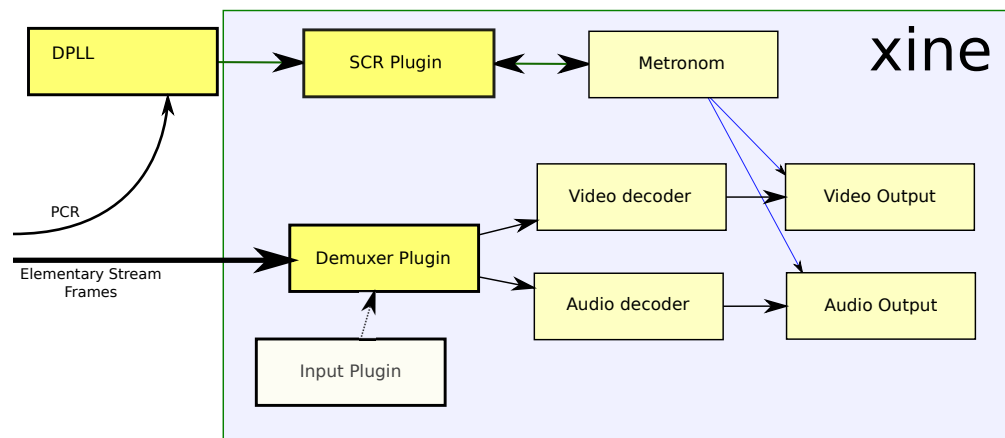 xine
DPLL
SCR Plugin
Metronom
PCR
Video decoder
Video Output
Demuxer Plugin
Elementary Stream
Frames
Audio decoder
Audio Output
Input Plugin